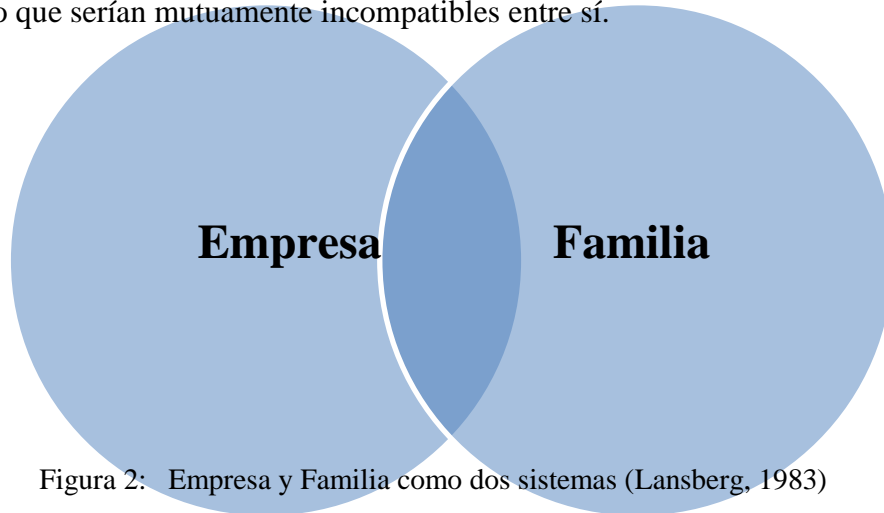 o que serían mutuamente incompatibles entre sí.
Empresa
Familia
Figura 2: Empresa y Familia como dos sistemas (Lansberg, 1983)